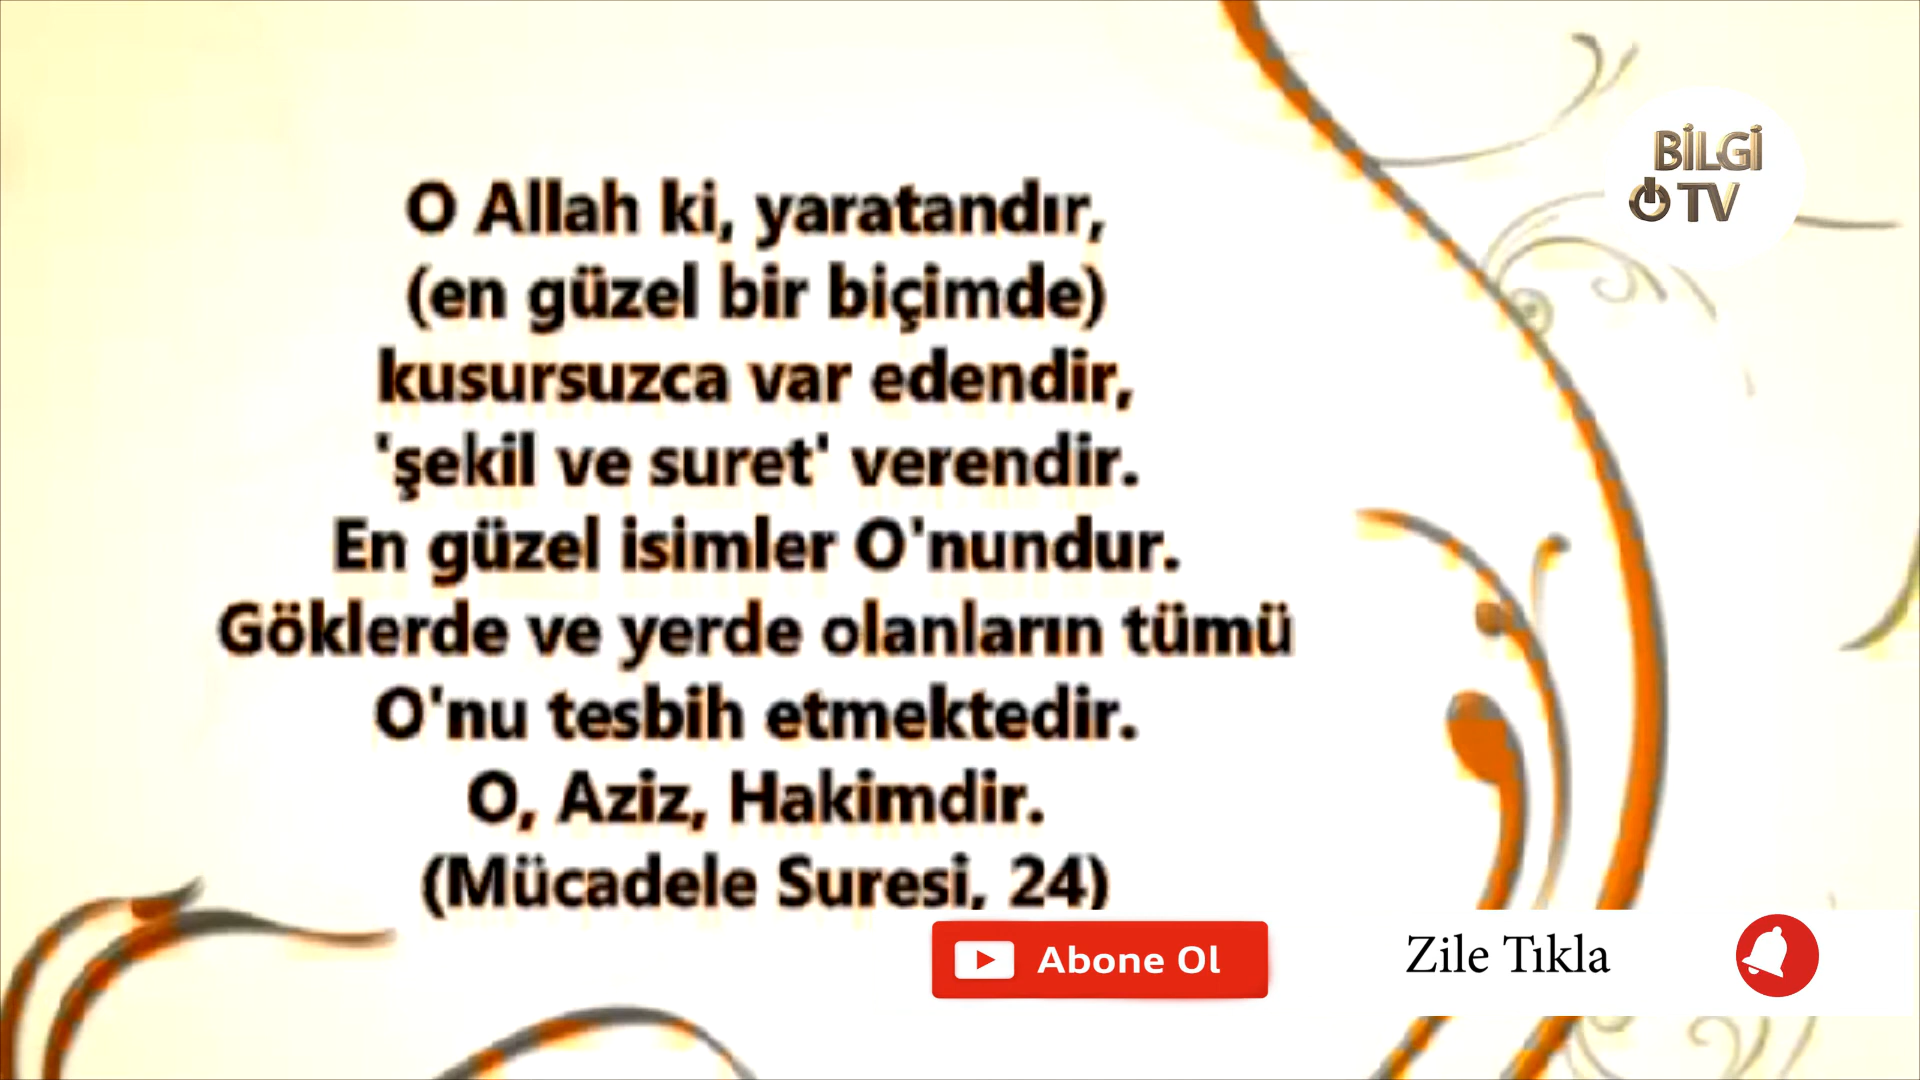 BİLGİ
TV
O Allah ki, yaratandır,
(en güzel bir biçimde)
kusursuzca var edendir,
'şekil ve suret' verendir.
En güzel isimler O'nundur.
Göklerde ve yerde olanların tümü
O'nu tesbih etmektedir.
O, Aziz, Hakimdir.
(Mücadele Suresi, 24)
Abone Ol
Zile Tıkla